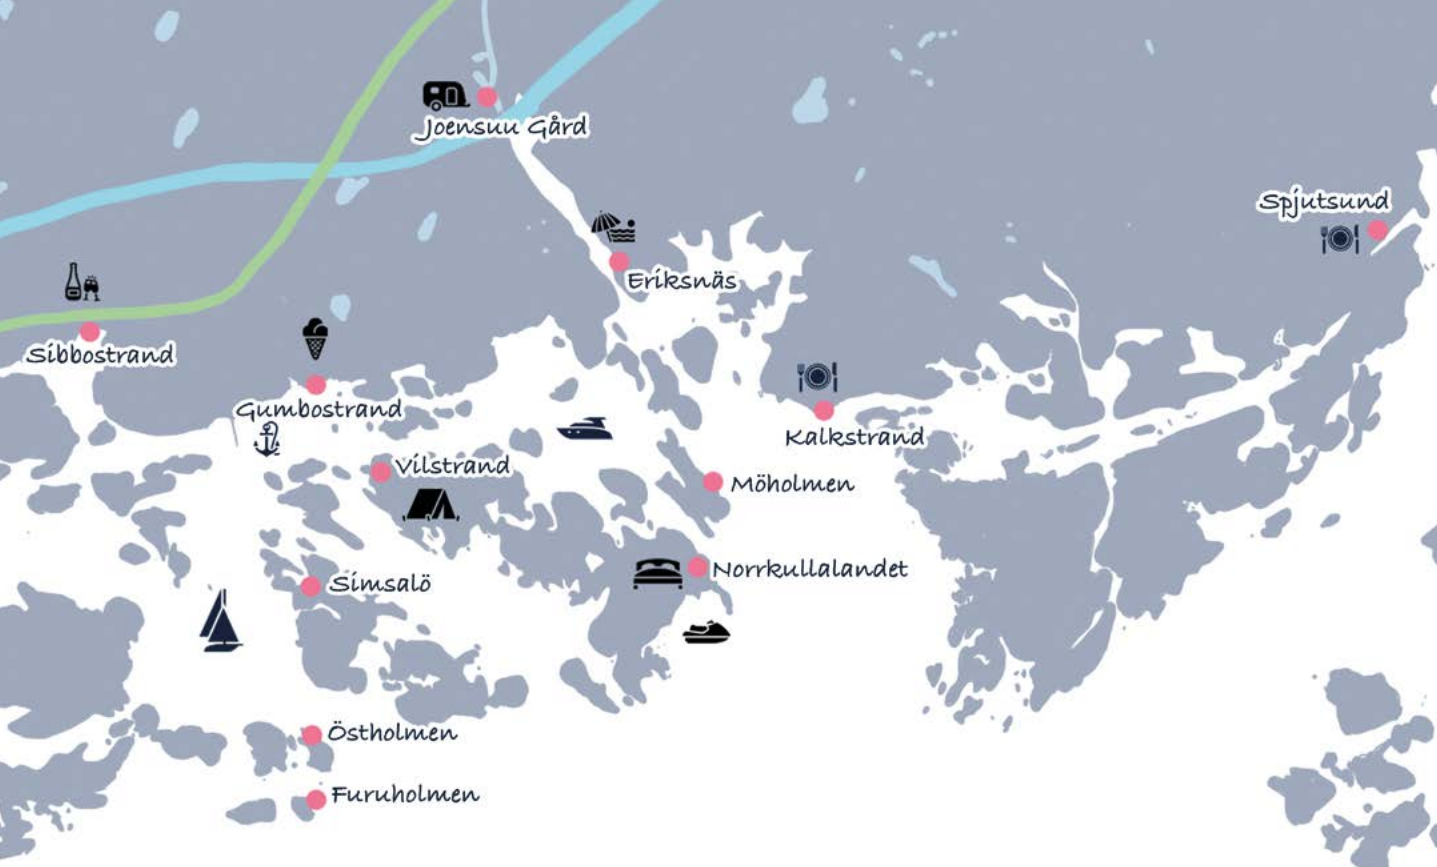 Joensuu Gård
Spjutsund
Eriksnäs
Sibbostrand
Gumbostrand
Kalkstrand
Vilstrand
Möholmen
Norrkullalandet
Simsalö
Östholmen
Furuholmen